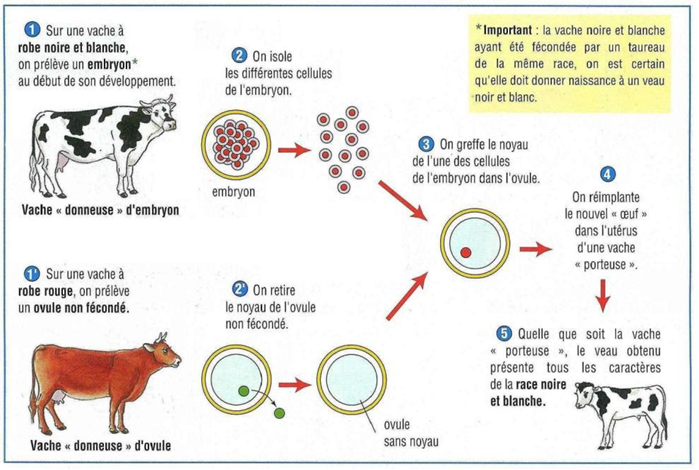 1 Sur une vache à
robe noire et blanche,
on prélève un embryon*
au début de son développement.
Vache « donneuse » d'embryon
2 On isole
les différentes cellules
de l'embryon.
embryon
*Important : la vache noire et blanche
ayant été fécondée par un taureau
de la même race, on est certain
qu'elle doit donner naissance à un veau
noir et blanc.
3 On greffe le noyau
de l'une des cellules
de l'embryon dans l'ovule.
4
On réimplante
le nouvel « œuf »
dans l'utérus
d'une vache
« porteuse ».
1' Sur une vache à
robe rouge, on prélève
un ovule non fécondé.
Vache « donneuse » d'ovule
2' On retire
le noyau de l'ovule
non fécondé.
ovule
sans noyau
5 Quelle que soit la vache
« porteuse », le veau obtenu
présente tous les caractères
de la race noire
et blanche.